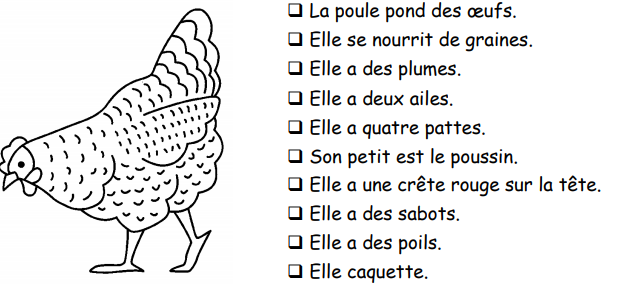 ❑ La poule pond des œufs.
❑ Elle se nourrit de graines.
❑ Elle a des plumes.
❑ Elle a deux ailes.
❑ Elle a quatre pattes.
❑ Son petit est le poussin.
❑ Elle a une crête rouge sur la tête.
❑ Elle a des sabots.
❑ Elle a des poils.
❑ Elle caquette.